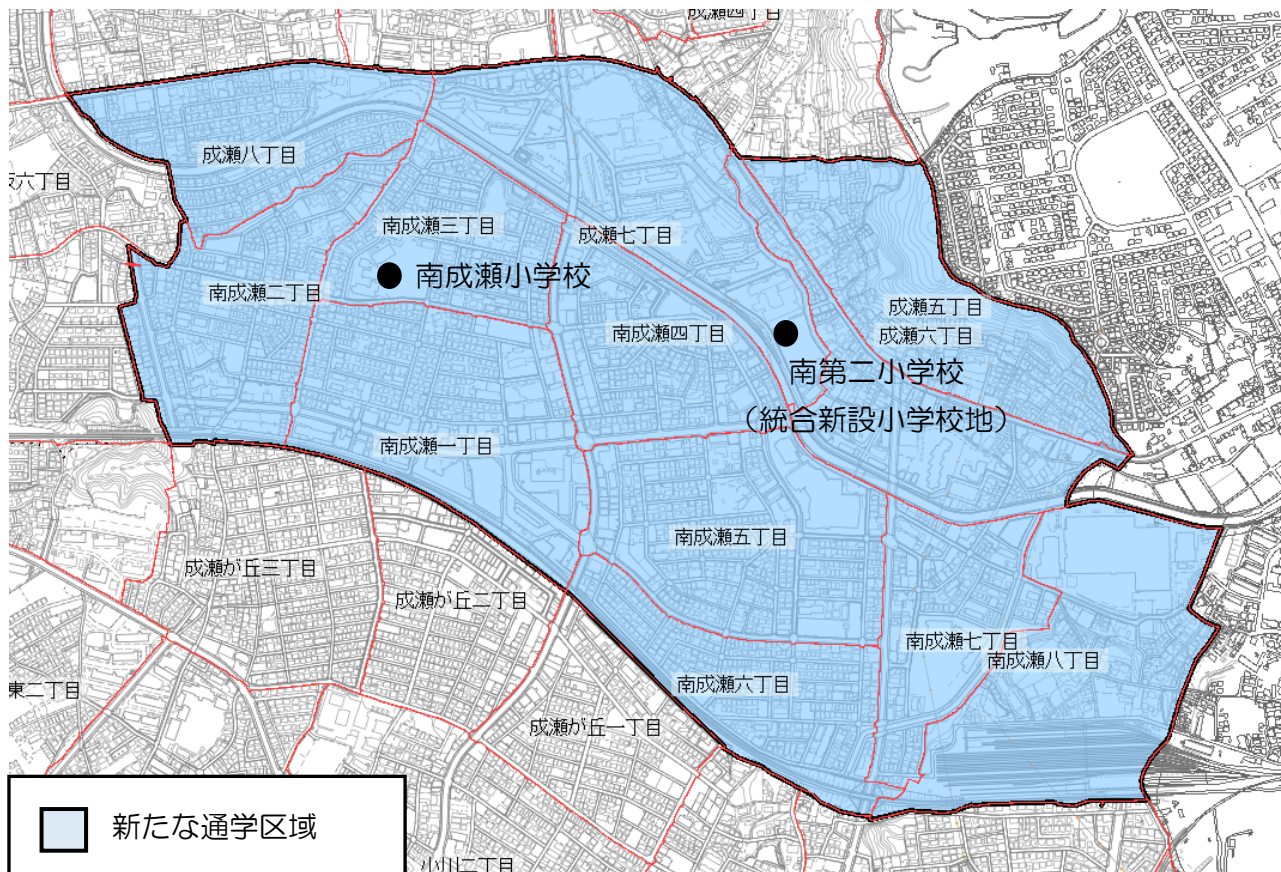 成瀬四丁目
成瀬八丁目
坂六丁目
南成瀬三丁目
成瀬七丁目
南成瀬小学校
南成瀬二丁目
成瀬五丁目
南成瀬四丁目
成瀬六丁目
南第二小学校
(統合新設小学校地)
南成瀬一丁目
南成瀬五丁目
成瀬が丘三丁目
成瀬が丘二丁目
南成瀬七丁目
南成瀬八丁目
東二丁目
南成瀬六丁目
成瀬が丘一丁目
新たな通学区域
小川二丁目